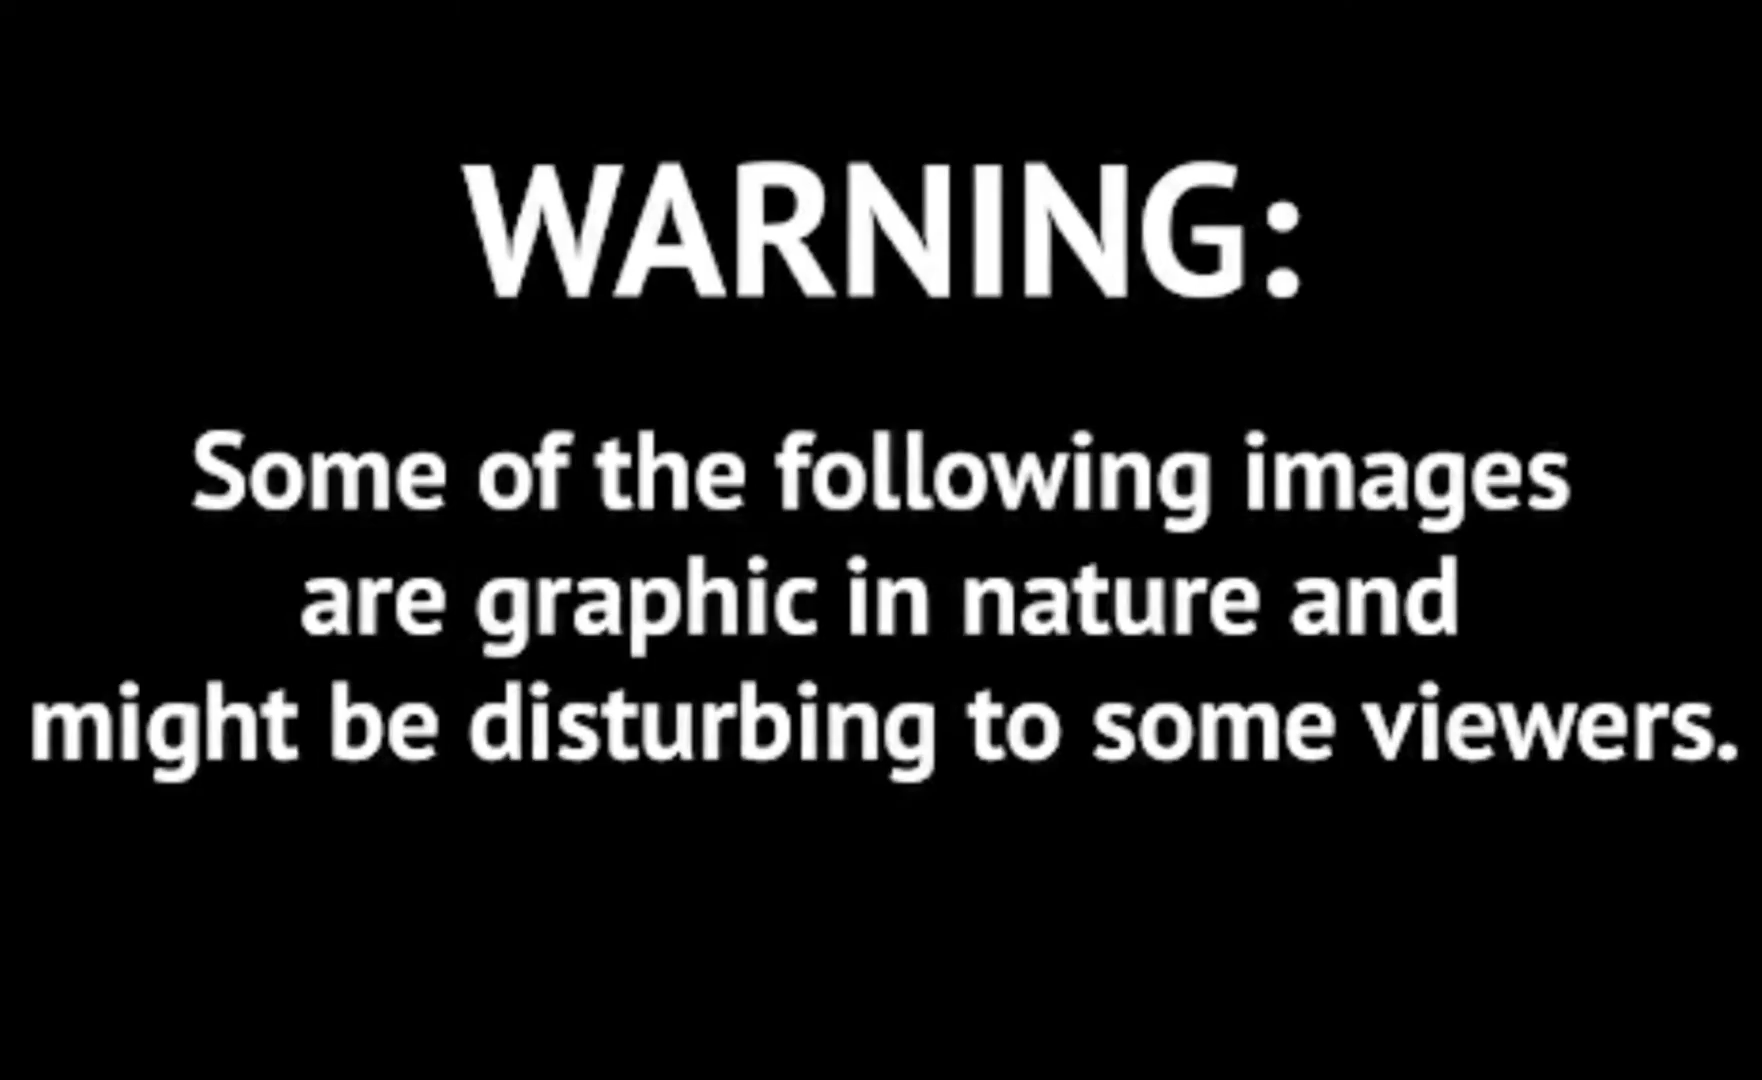 WARNING:
Some of the following images
are graphic in nature and
might be disturbing to some viewers.